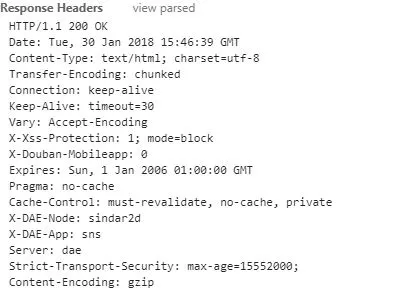 Response Headers view parsed
HTTP/1.1 200 OK
Date: Tue, 30 Jan 2018 15:46:39 GMT
Content-Type: text/html; charset=utf-8
Transfer-Encoding: chunked
Connection: keep-alive
Keep-Alive: timeout=30
Vary: Accept-Encoding
X-Xss-Protection: 1; mode=block
X-Douban-Mobileapp: 0
Expires: Sun, 1 Jan 2006 01:00:00 GMT
Pragma: no-cache
Cache-Control: must-revalidate, no-cache, private
X-DAE-Node: sindar2d
X-DAE-App: sns
Server: dae
Strict-Transport-Security: max-age=15552000;
Content-Encoding: gzip